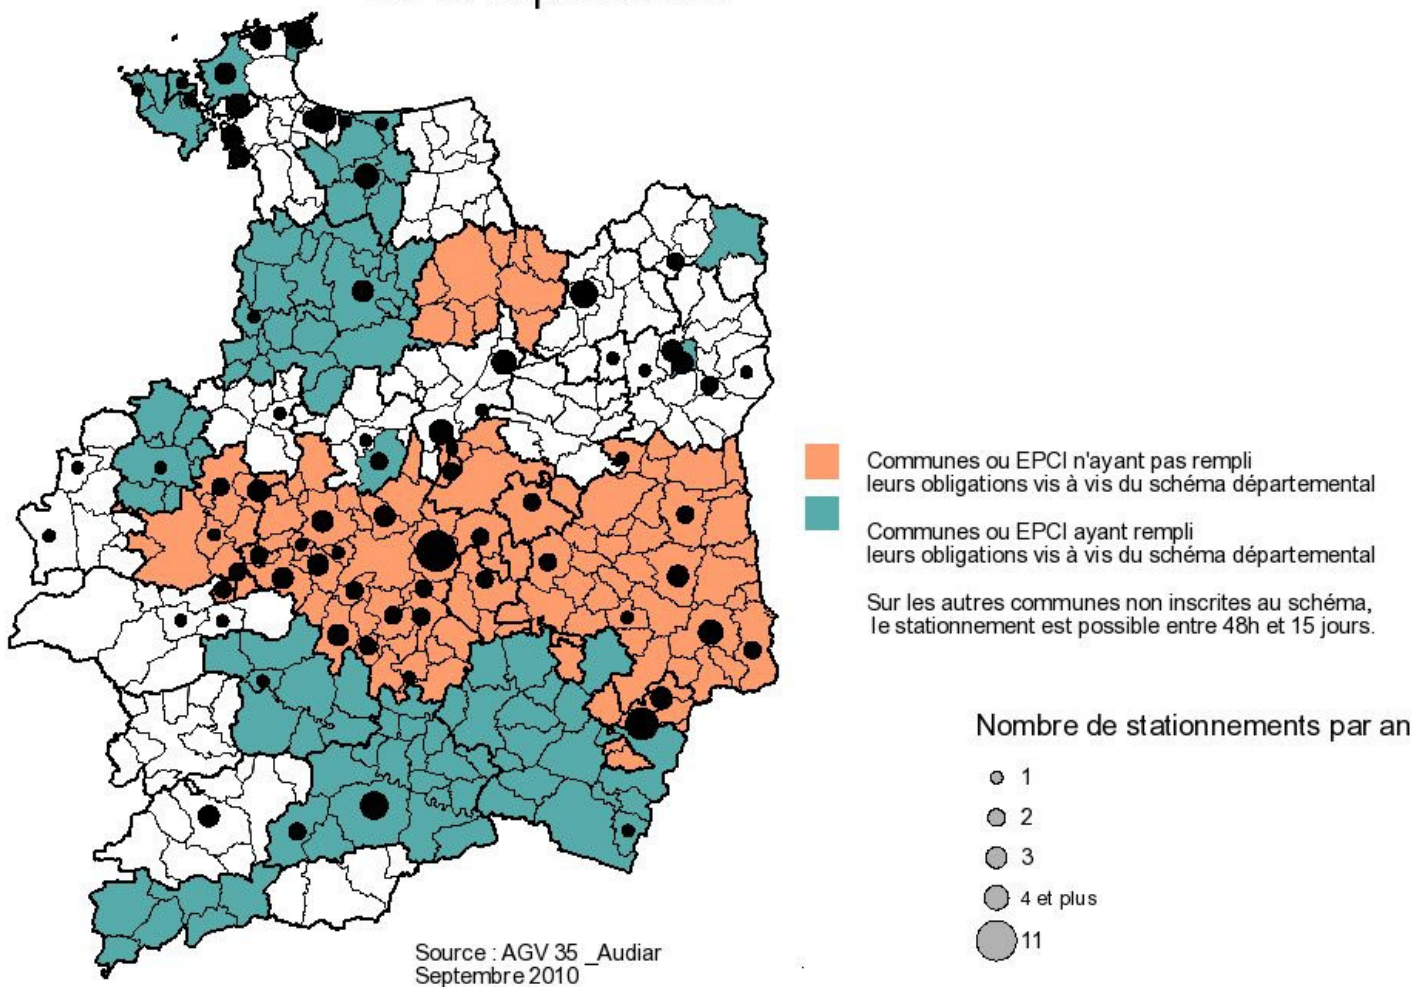 Communes ou EPCI n'ayant pas rempli
leurs obligations vis à vis du schéma départemental
Communes ou EPCI ayant rempli
leurs obligations vis à vis du schéma départemental
Sur les autres communes non inscrites au schéma,
le stationnement est possible entre 48h et 15 jours.
Nombre de stationnements par an
1
2
3
4 et plus
11
Source : AGV 35 _Audiar
Septembre 2010